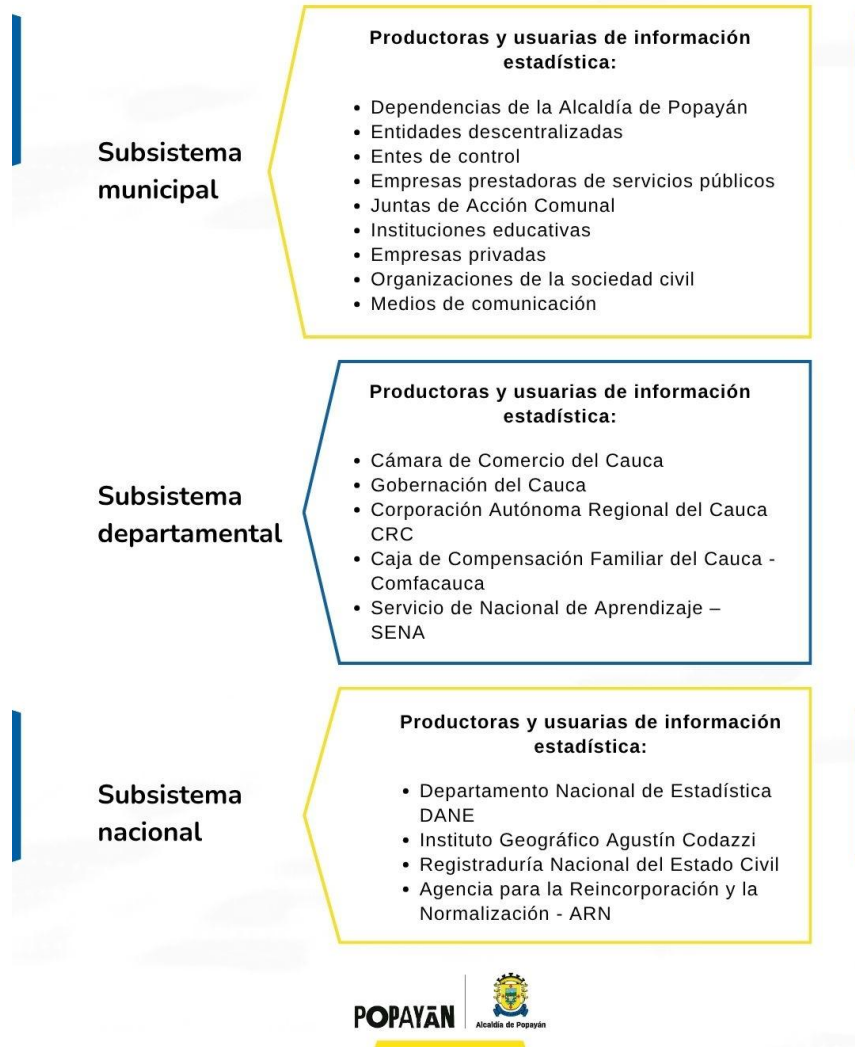 Subsistema
municipal
Productoras y usuarias de información
estadística:
• Dependencias de la Alcaldía de Popayán
• Entidades descentralizadas
• Entes de control
• Empresas prestadoras de servicios públicos
• Juntas de Acción Comunal
• Instituciones educativas
• Empresas privadas
• Organizaciones de la sociedad civil
• Medios de comunicación
Subsistema
departamental
Productoras y usuarias de información
estadística:
• Cámara de Comercio del Cauca
• Gobernación del Cauca
• Corporación Autónoma Regional del Cauca
CRC
• Caja de Compensación Familiar del Cauca -
Comfacauca
• Servicio de Nacional de Aprendizaje –
SENA
Subsistema
nacional
Productoras y usuarias de información
estadística:
• Departamento Nacional de Estadística
DANE
• Instituto Geográfico Agustín Codazzi
• Registraduría Nacional del Estado Civil
• Agencia para la Reincorporación y la
Normalización - ARN
POPAYÁN
Alcaldía de Popayán